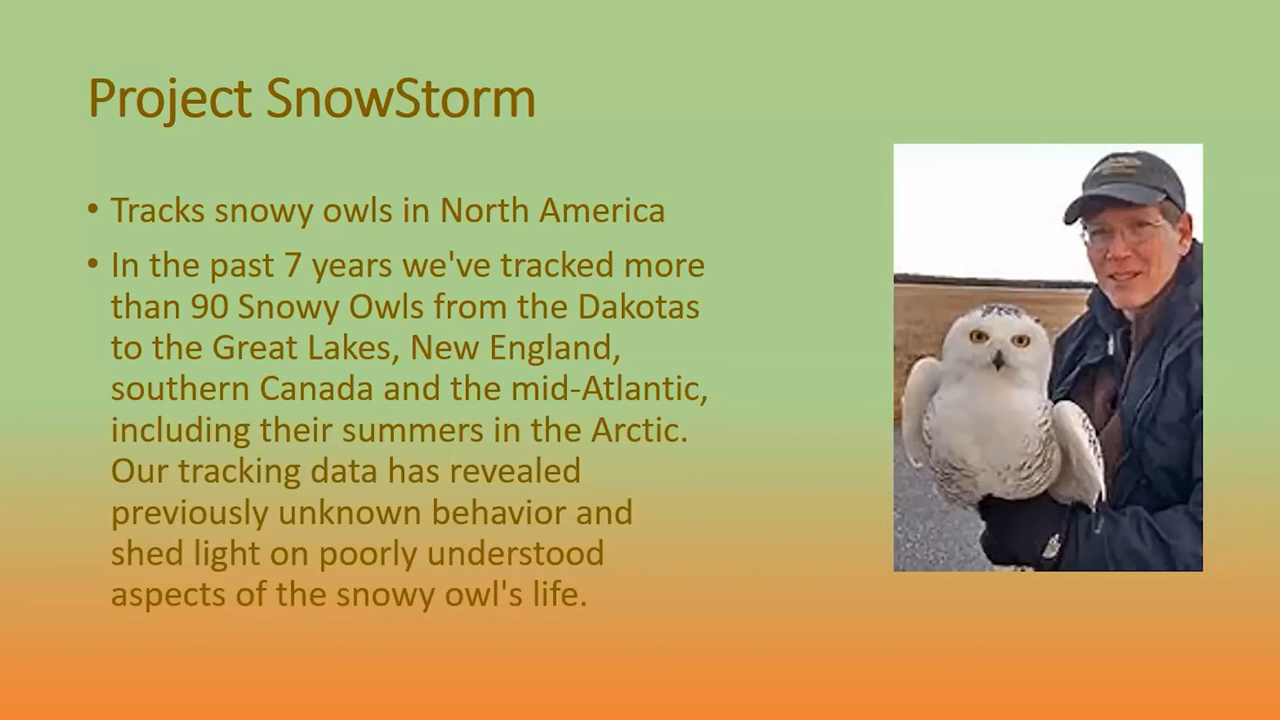 Project SnowStorm
• Tracks snowy owls in North America
• In the past 7 years we've tracked more
than 90 Snowy Owls from the Dakotas
to the Great Lakes, New England,
southern Canada and the mid-Atlantic,
including their summers in the Arctic.
Our tracking data has revealed
previously unknown behavior and
shed light on poorly understood
aspects of the snowy owl's life.